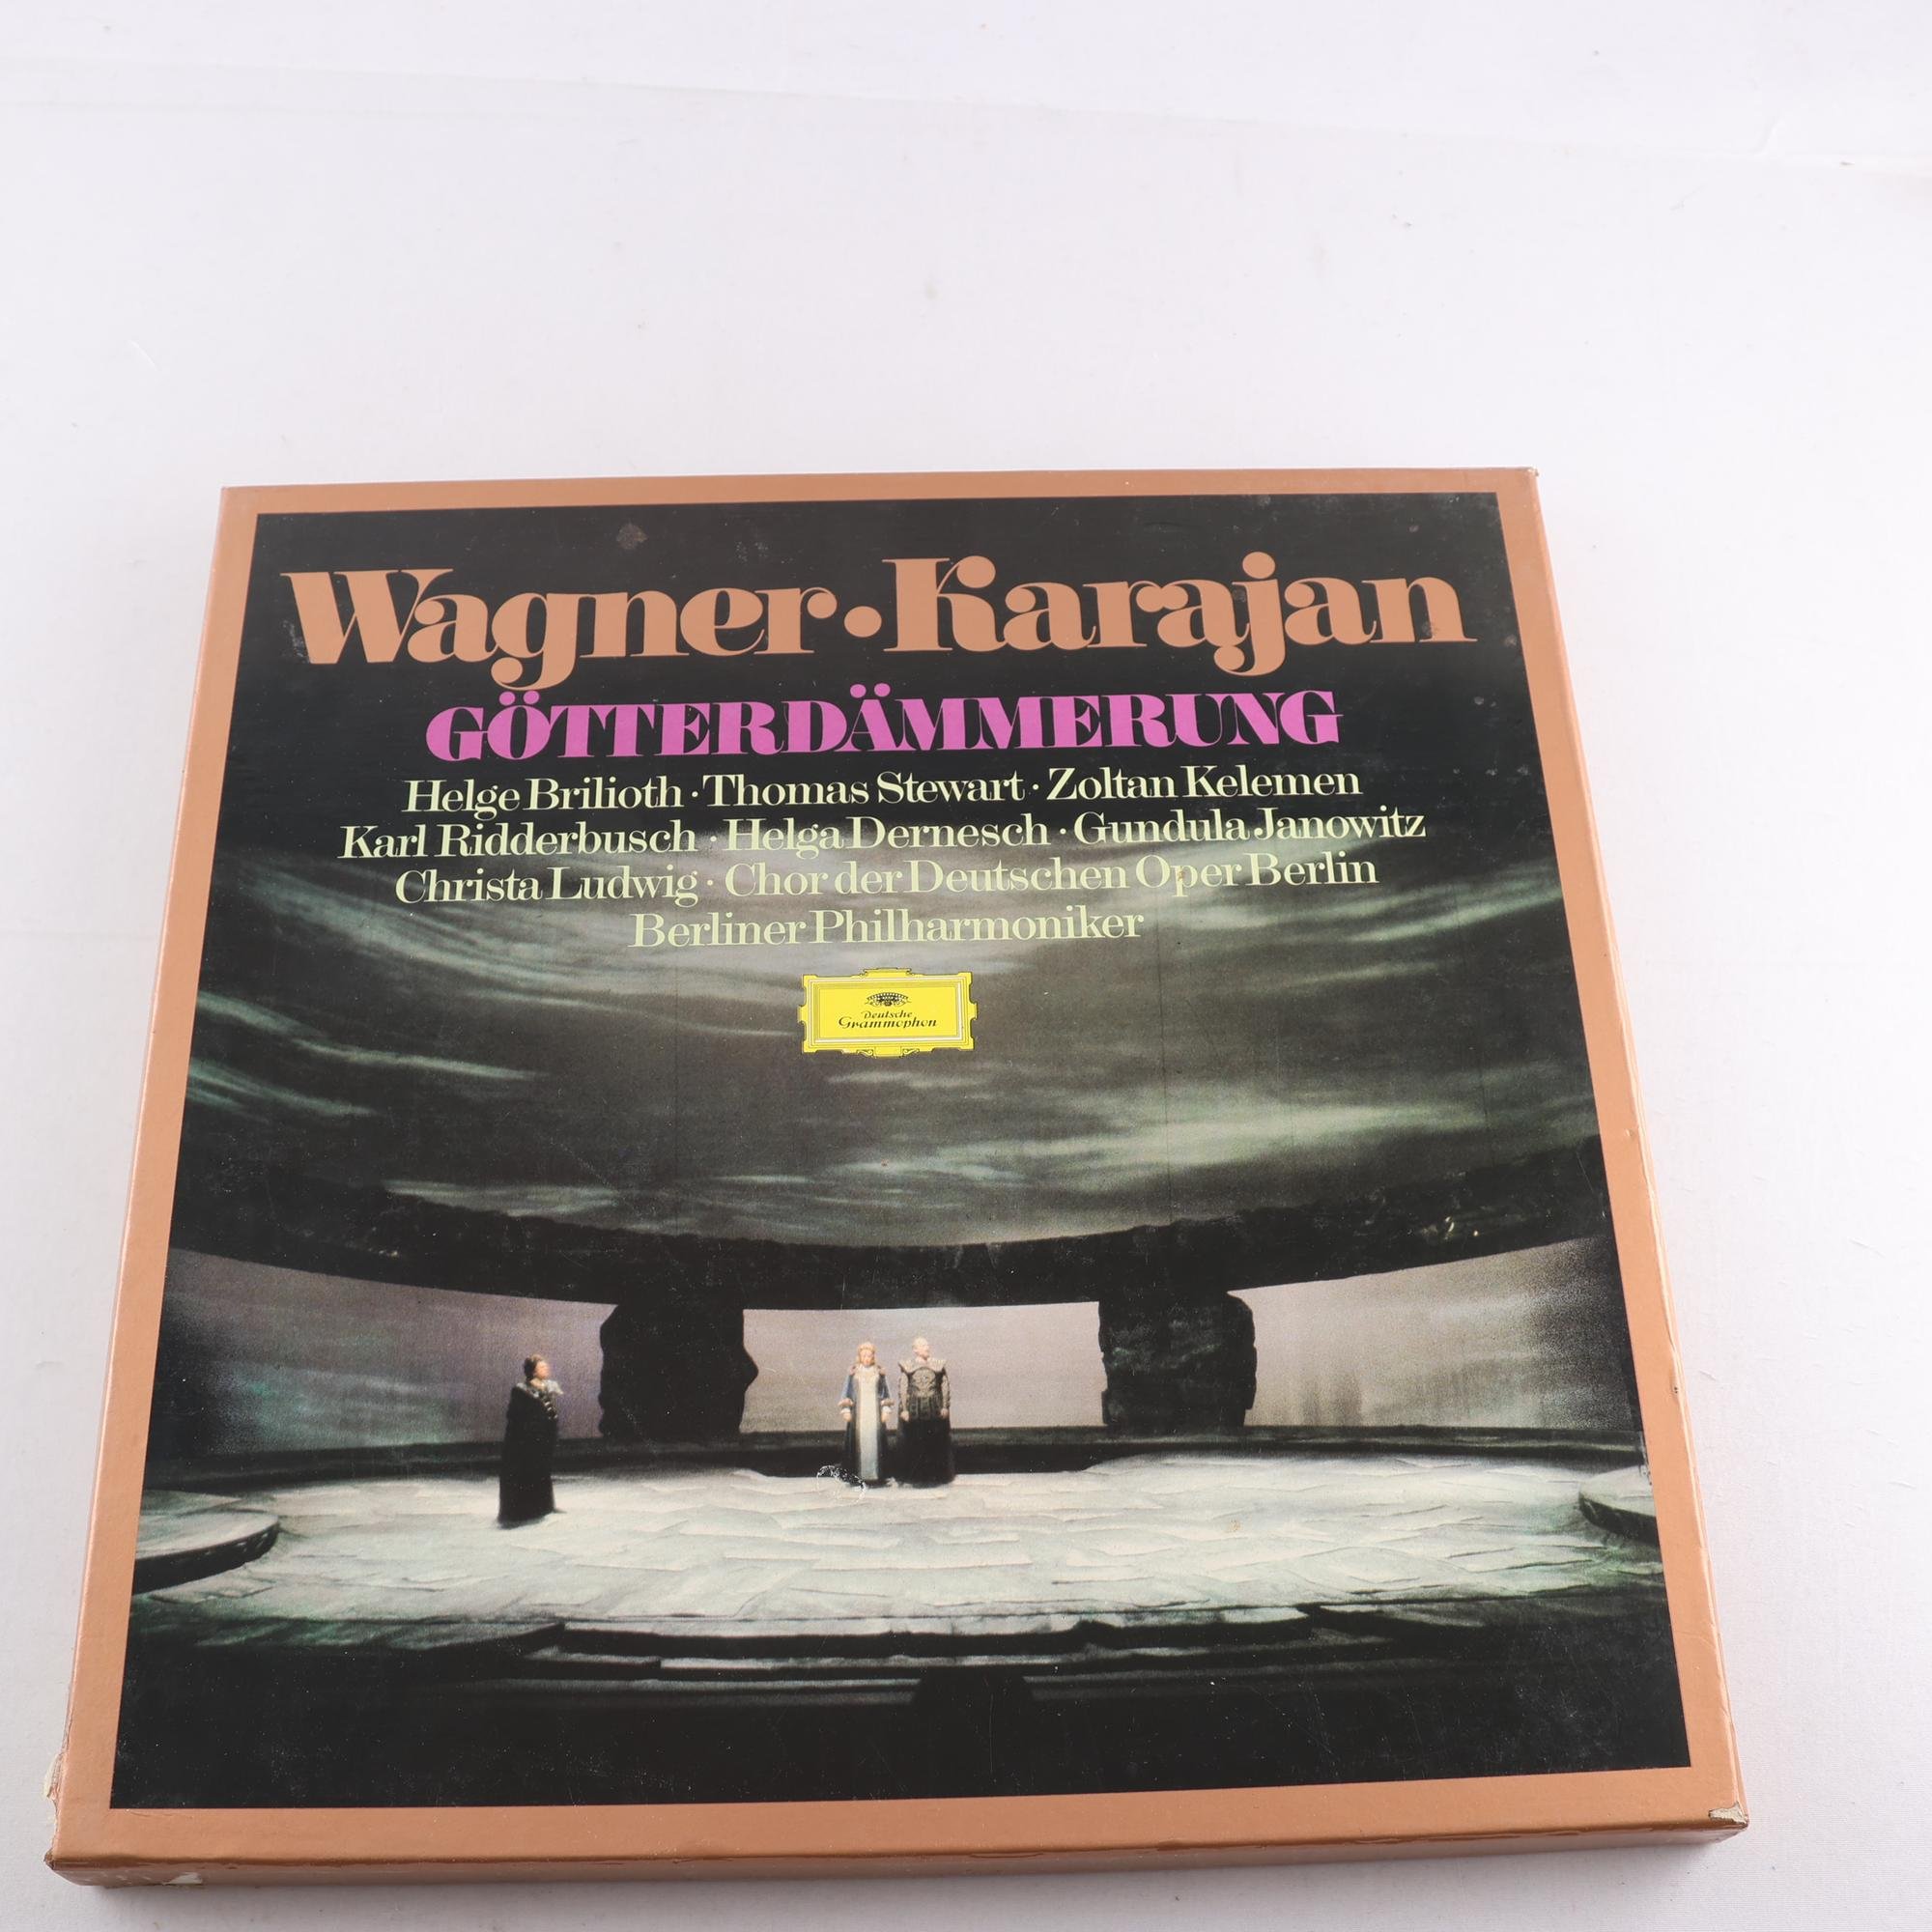 Wagner·Karajan
GÖTTERDÄMMERUNG
Helge Brilioth · Thomas Stewart · Zoltan Kelemen
Karl Ridderbusch · Helga Dernesch · Gundula Janowitz
Christa Ludwig · Chor der Deutschen Oper Berlin
Berliner Philharmoniker
Deutsche
Grammophon